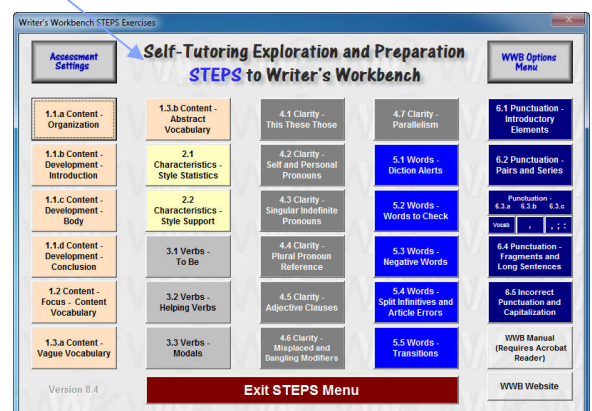 Writer's Workbench STEPS Exercises
Assessment
Settings
Self-Tutoring Exploration and Preparation
STEPS to Writer's Workbench
WWB Options
Menu
1.1.a Content -
Organization
1.1.b Content -
Development -
Introduction
1.1.c Content -
Development -
Body
1.1.d Content -
Development -
Conclusion
1.2 Content -
Focus - Content
Vocabulary
1.3.a Content -
Vague Vocabulary
1.3.b Content -
Abstract
Vocabulary
2.1
Characteristics -
Style Statistics
2.2
Characteristics -
Style Support
3.1 Verbs -
To Be
3.2 Verbs -
Helping Verbs
3.3 Verbs -
Modals
4.1 Clarity -
This These Those
4.2 Clarity -
Self and Personal
Pronouns
4.3 Clarity -
Singular Indefinite
Pronouns
4.4 Clarity -
Plural Pronoun
Reference
4.5 Clarity -
Adjective Clauses
4.6 Clarity -
Misplaced and
Dangling Modifiers
4.7 Clarity -
Parallelism
5.1 Words -
Diction Alerts
5.2 Words -
Words to Check
5.3 Words -
Negative Words
5.4 Words -
Split Infinitives and
Article Errors
5.5 Words -
Transitions
6.1 Punctuation -
Introductory
Elements
6.2 Punctuation -
Pairs and Series
Punctuation -
6.3.a 6.3.b 6.3.c
Vocab , , ; :
6.4 Punctuation -
Fragments and
Long Sentences
6.5 Incorrect
Punctuation and
Capitalization
WWB Manual
(Requires Acrobat
Reader)
Version 8.4
Exit STEPS Menu
WWB Website